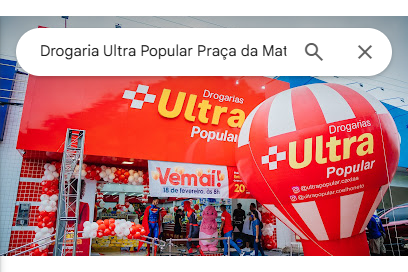 Drogaria Ultra Popular Praça da Mat
Drogarias
Ultra
Popular
Vem aí!
18 de fevereiro, às 8h
Drogarias
Ultra
Popular
@ultrapopular.caxias
@ultrapopular.coelhoneto